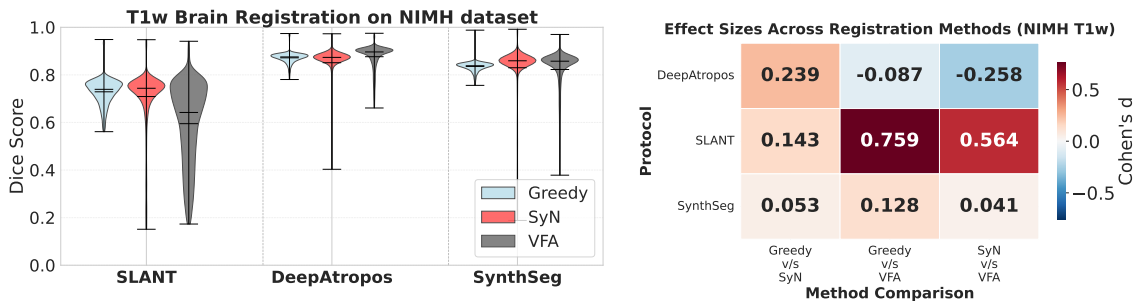 T1w Brain Registration on NIMH dataset
Dice Score
1.0
0.8
0.6
0.4
0.2
0.0
Greedy
SyN
VFA
SLANT
DeepAtropos
SynthSeg
Effect Sizes Across Registration Methods (NIMH T1w)
Protocol
DeepAtropos
0.239
-0.087
-0.258
SLANT
0.143
0.759
0.564
SynthSeg
0.053
0.128
0.041
Greedy
v/s
SyN
Greedy
v/s
VFA
SyN
v/s
VFA
Method Comparison
0.5
0.0
−0.5
Cohen's d